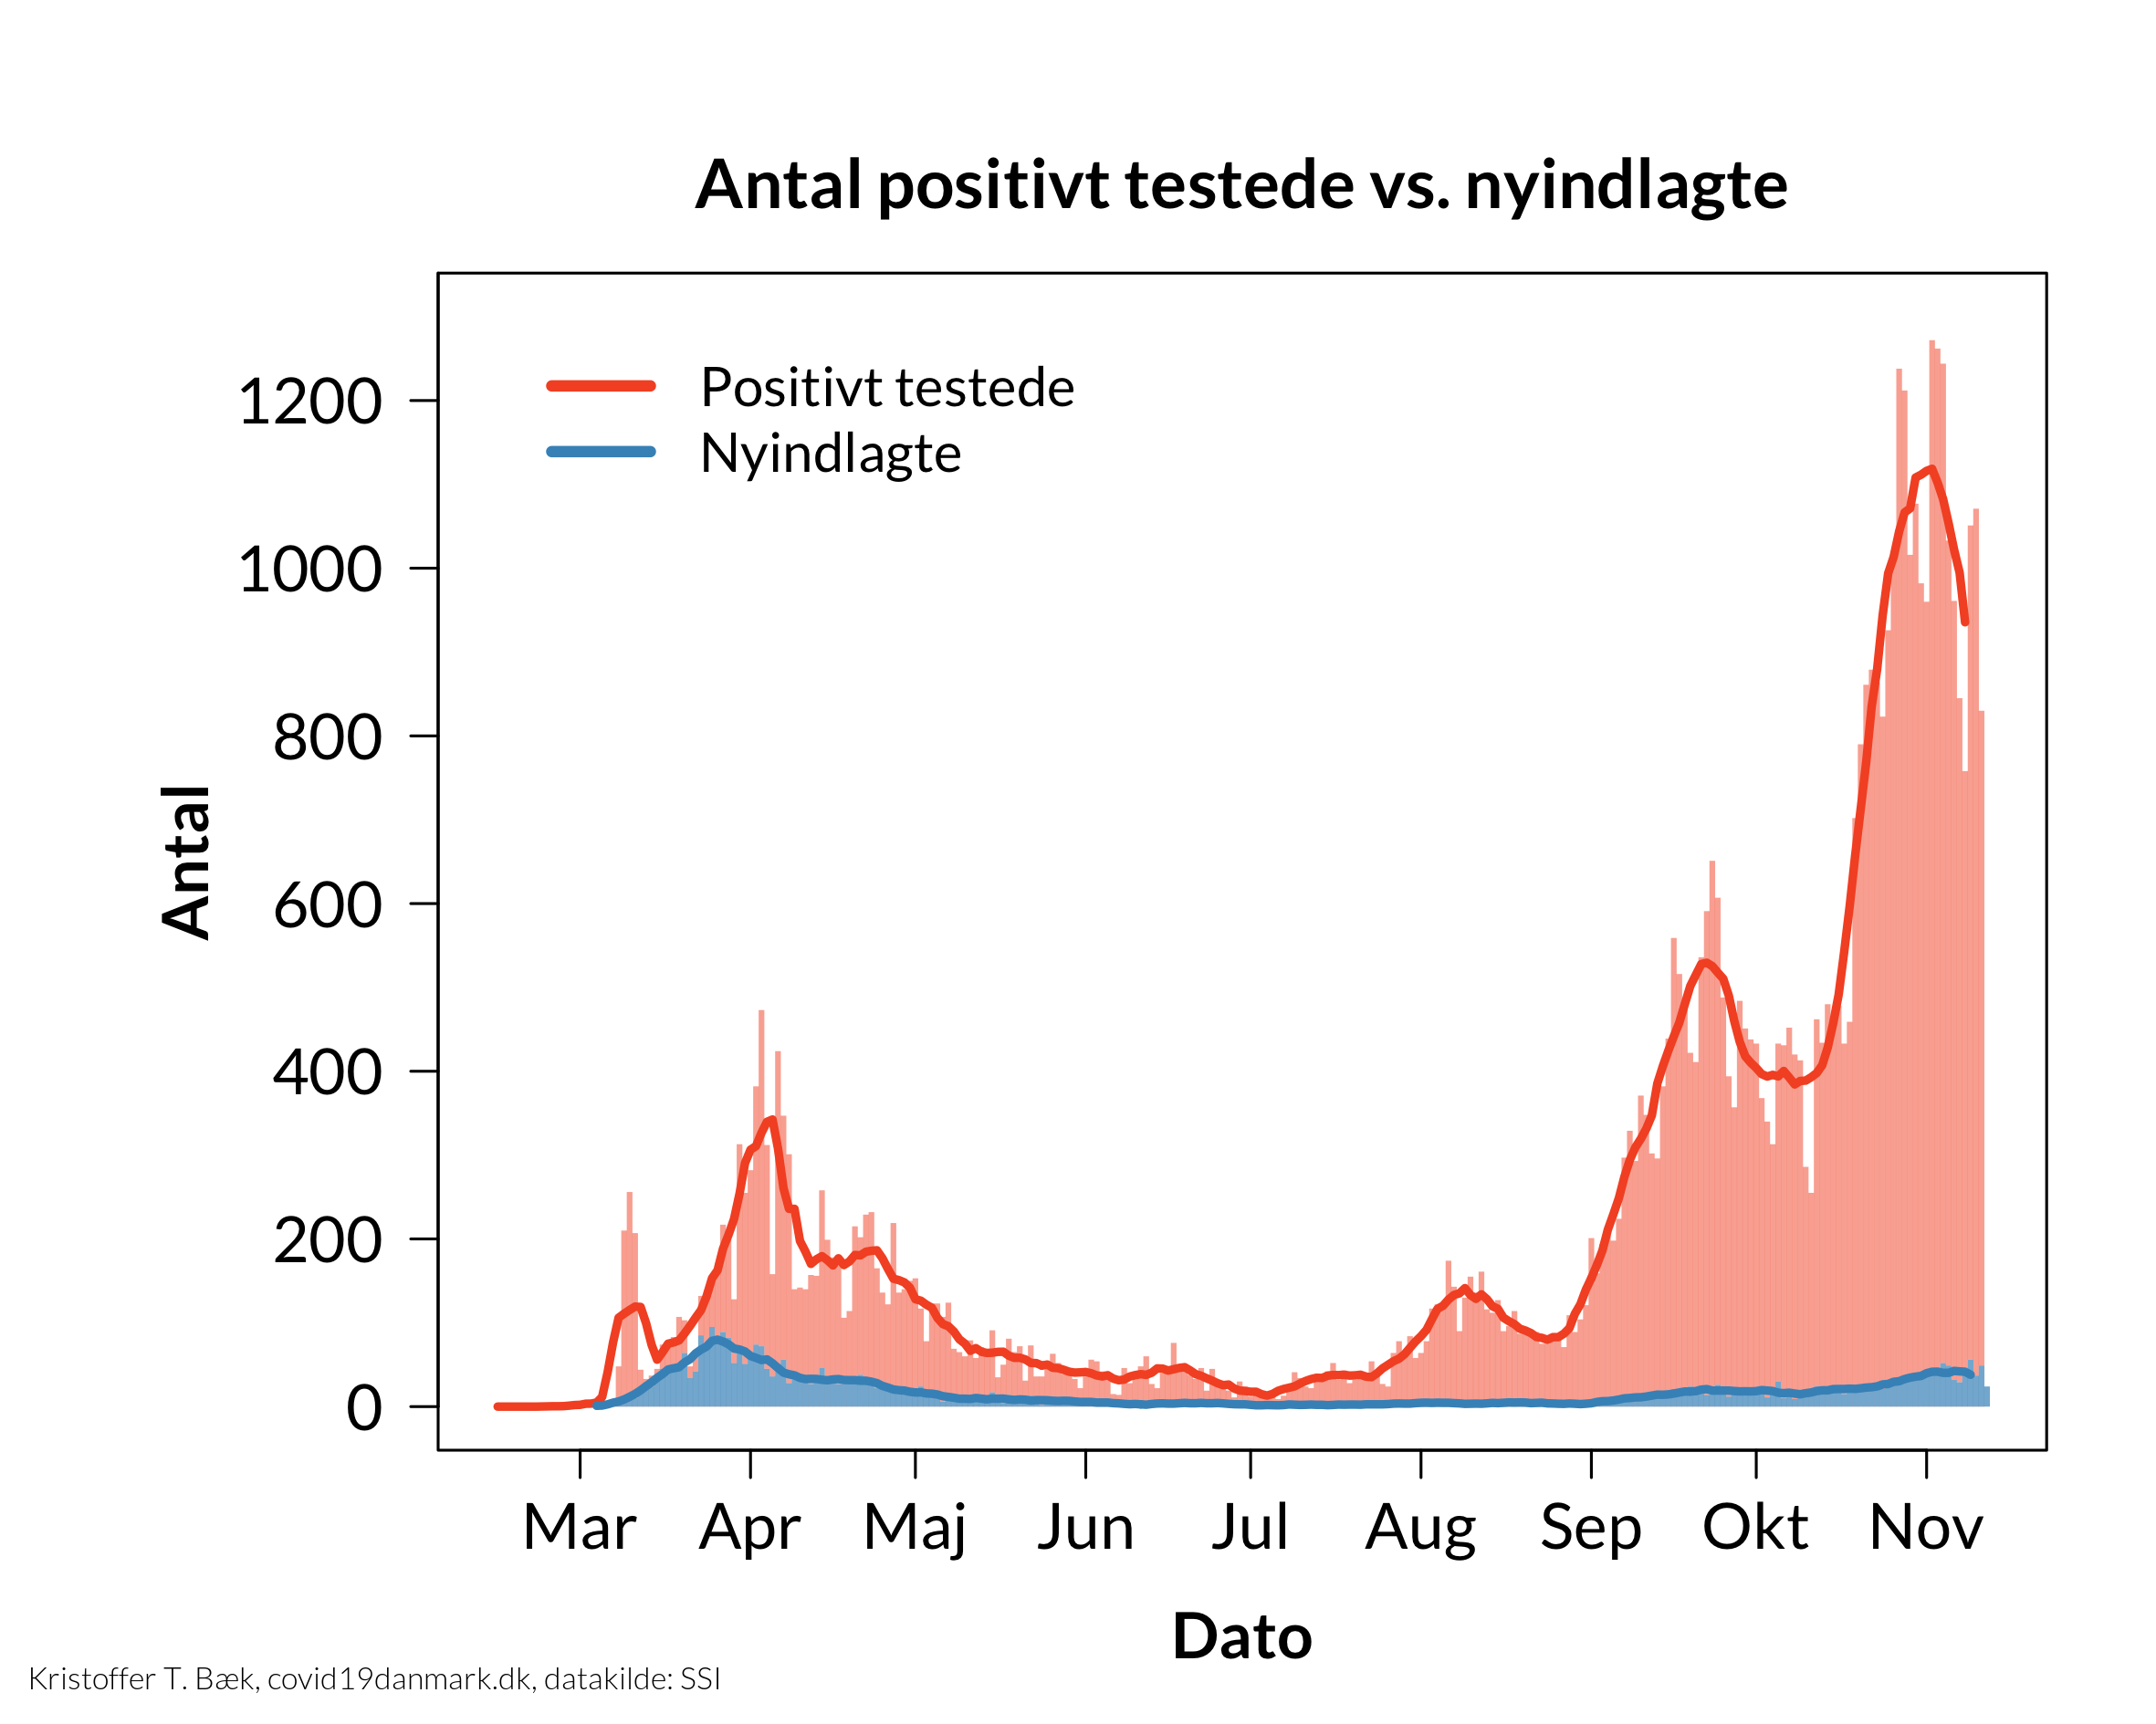 Antal positivt testede vs. nyindlagte
Positivt testede
Nyindlagte
1200
1000
800
600
400
200
0
Antal
Mar Apr Maj Jun Jul Aug Sep Okt Nov
Dato
Kristoffer T. Bæk, covid19danmark.dk, datakilde: SSI